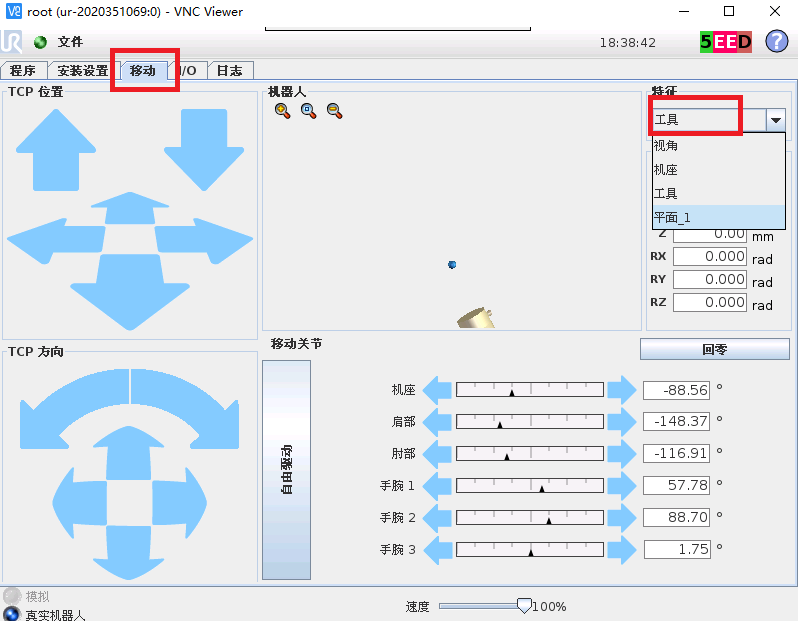 root (ur-2020351069:0) - VNC Viewer
文件
18:38:42
5EED
?
程序
安装设置
移动
I/O
日志
TCP 位置
机器人
特征
工具
视角
机座
工具
平面_1
Z 0.00 mm
RX 0.000 rad
RY 0.000 rad
RZ 0.000 rad
TCP 方向
移动关节
回零
自由驱动
机座 -88.56 °
肩部 -148.37 °
肘部 -116.91 °
手腕 1 57.78 °
手腕 2 88.70 °
手腕 3 1.75 °
模拟
真实机器人
速度 100%